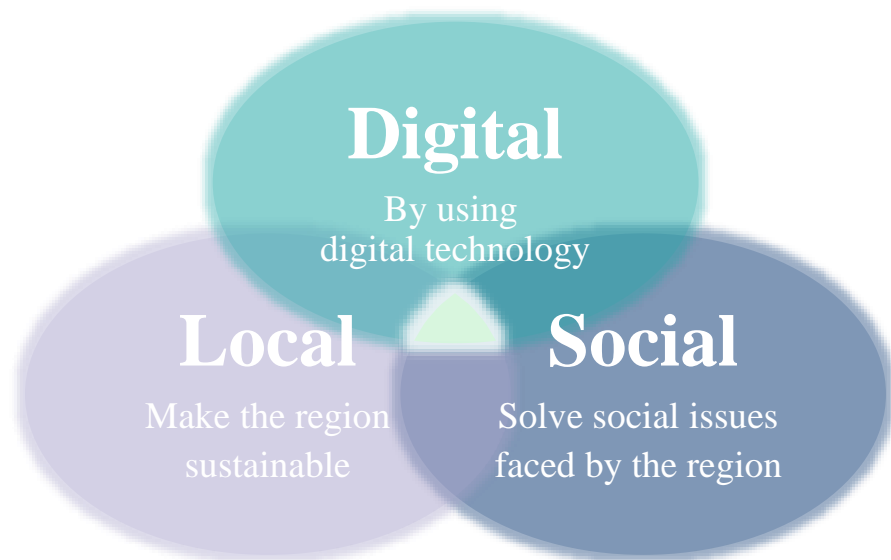 Digital
By using
digital technology
Local
Make the region
sustainable
Social
Solve social issues
faced by the region